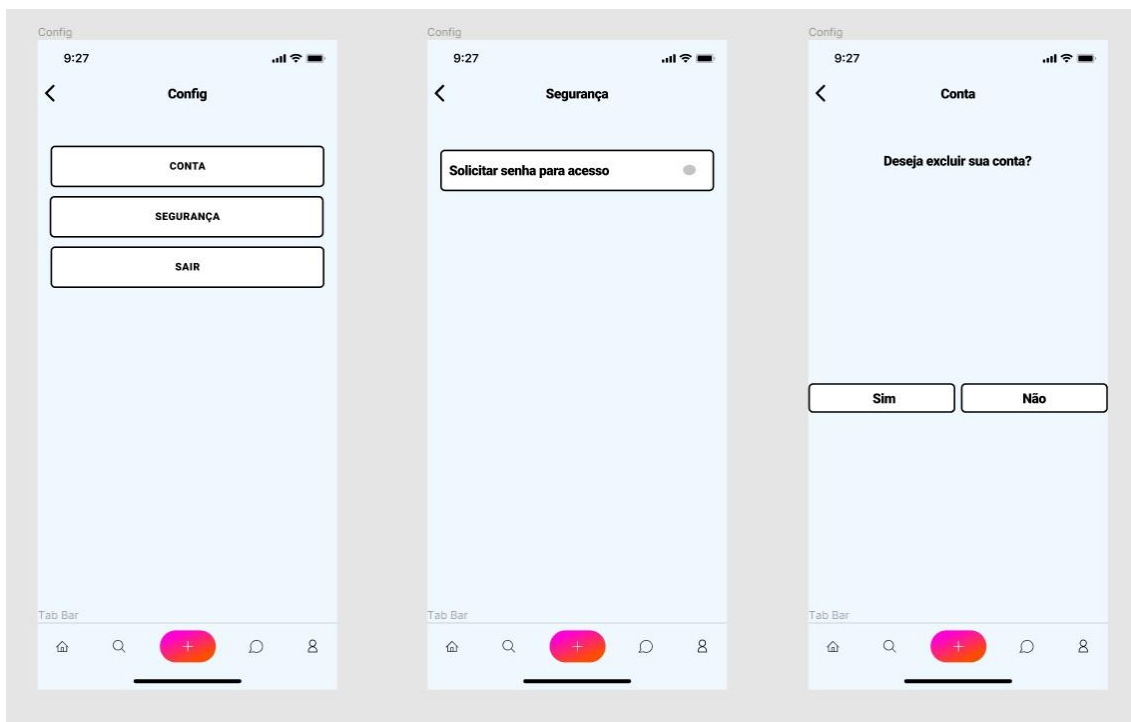 Config
9:27
Config
CONTA
SEGURANÇA
SAIR
Tab Bar
Config
9:27
Segurança
Solicitar senha para acesso
Tab Bar
Config
9:27
Conta
Deseja excluir sua conta?
Sim
Não
Tab Bar